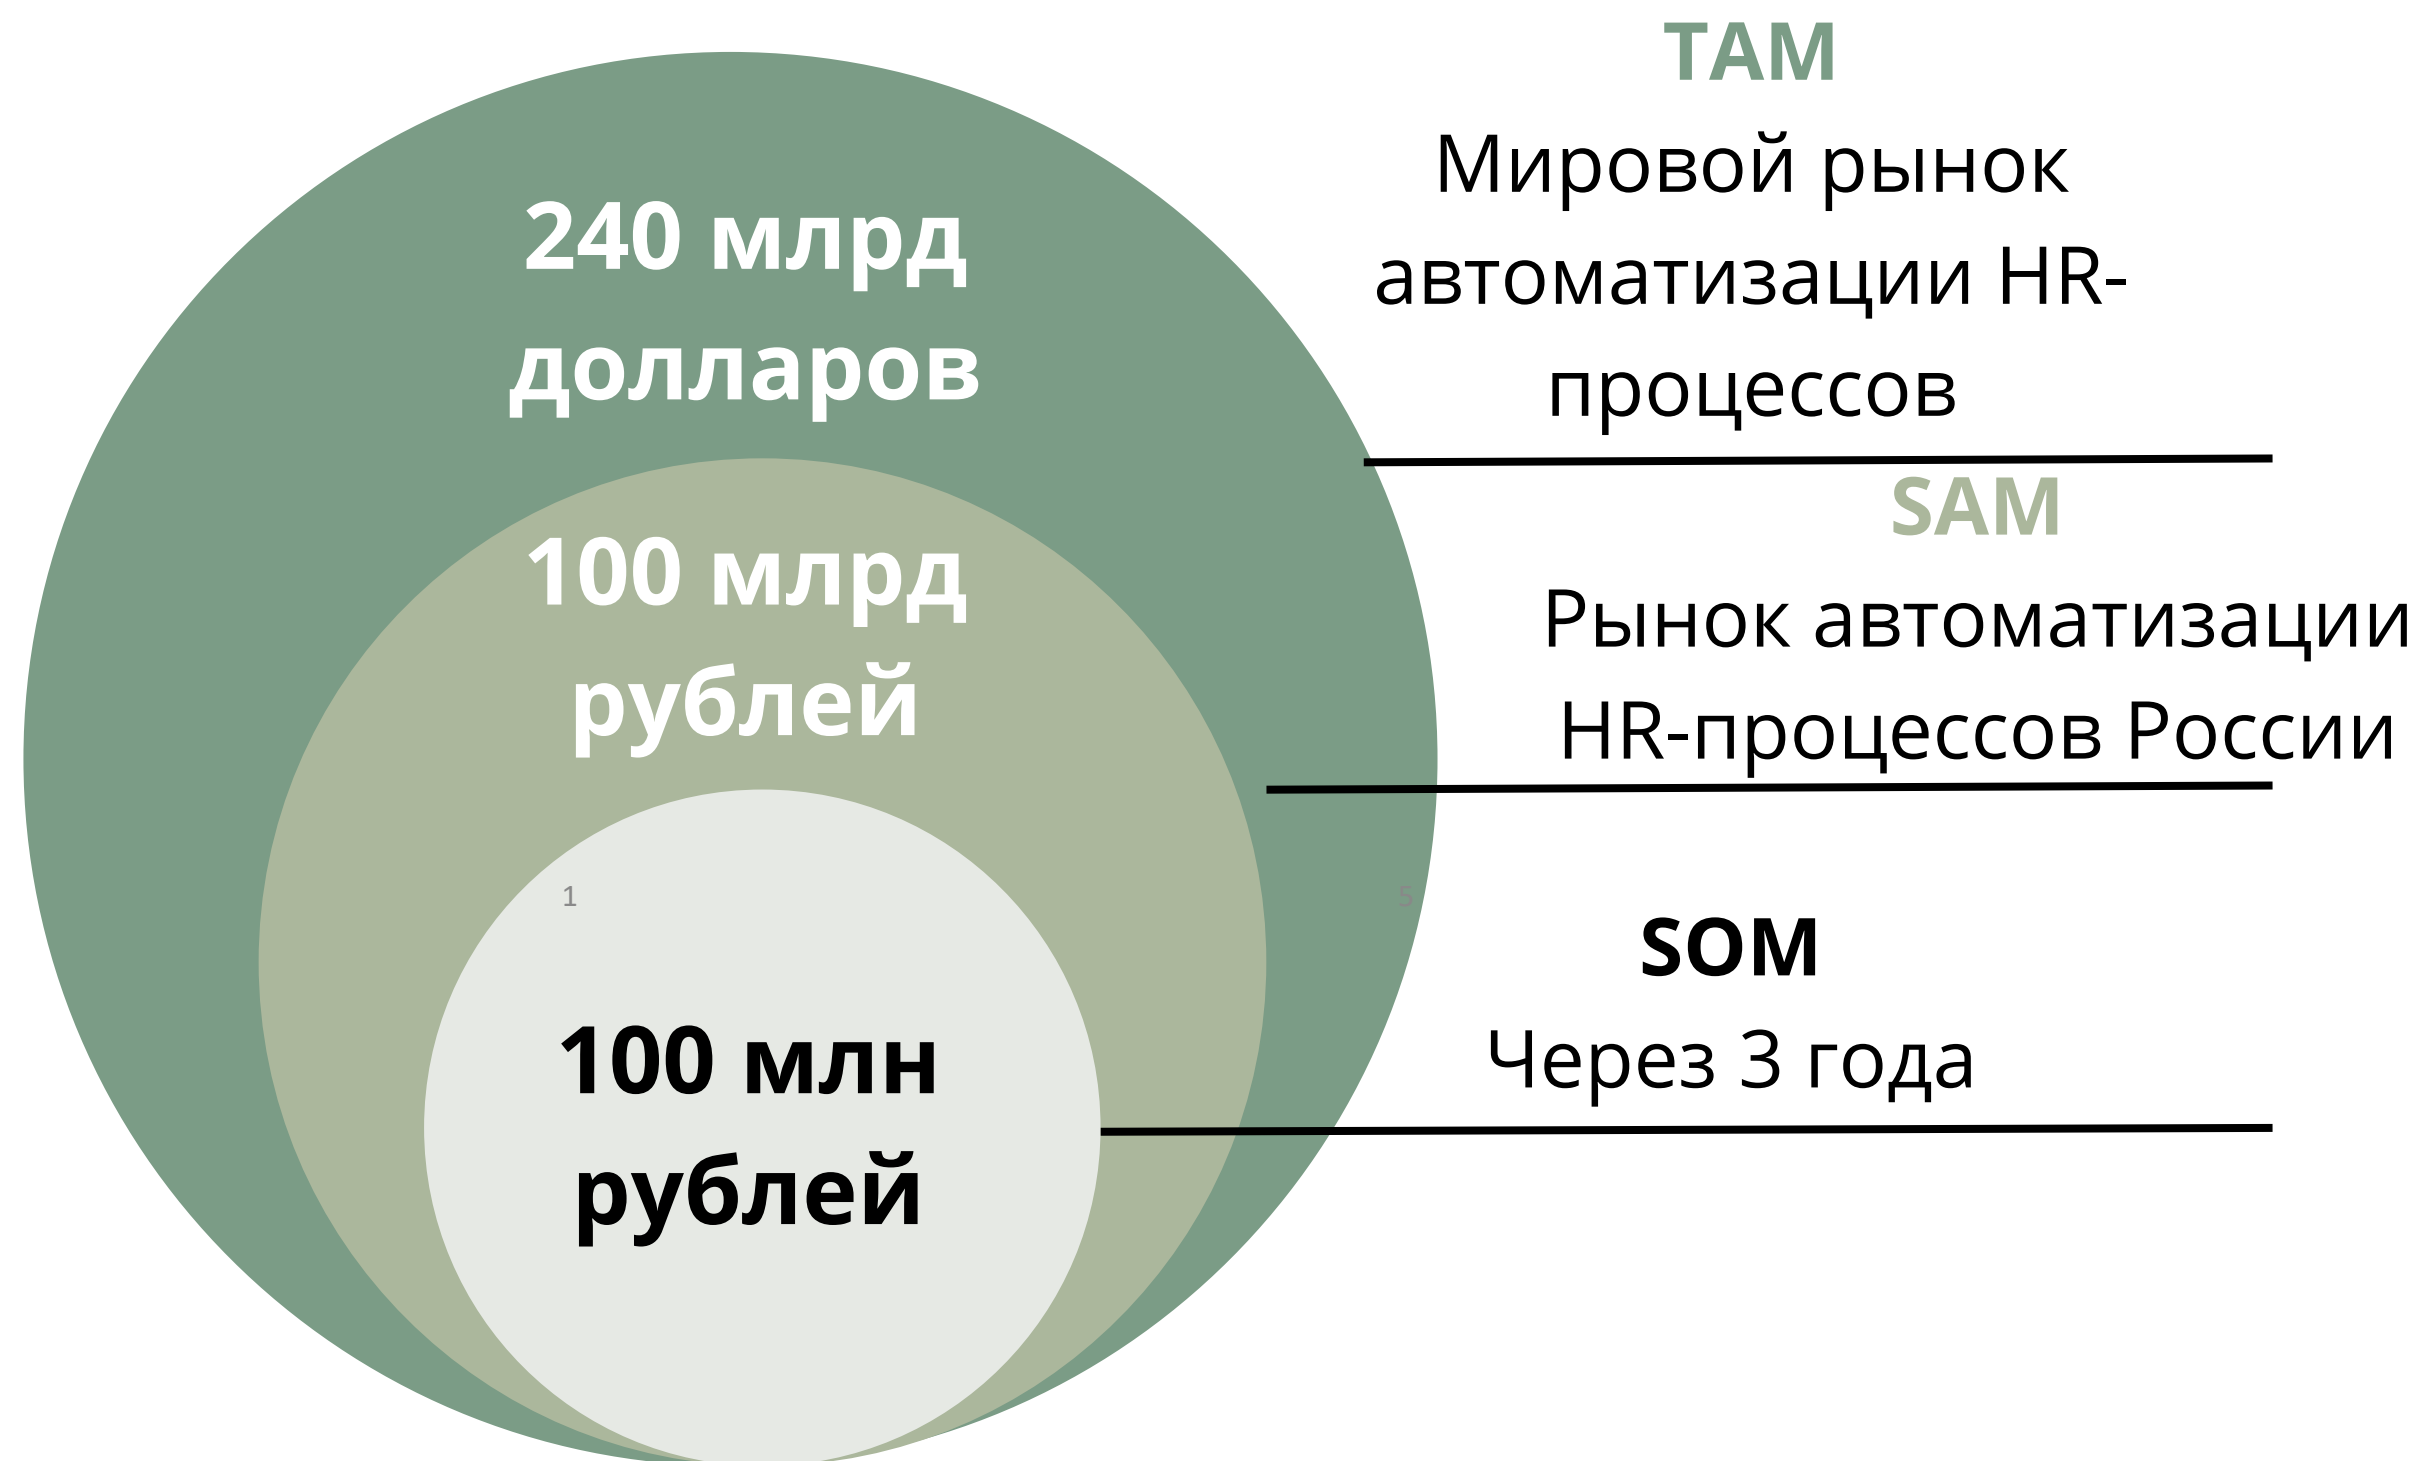 TAM
Мировой рынок
автоматизации HR-
процессов
240 млрд
долларов
SAM
Рынок автоматизации
HR-процессов России
100 млрд
рублей
1
5
SOM
Через 3 года
100 млн
рублей